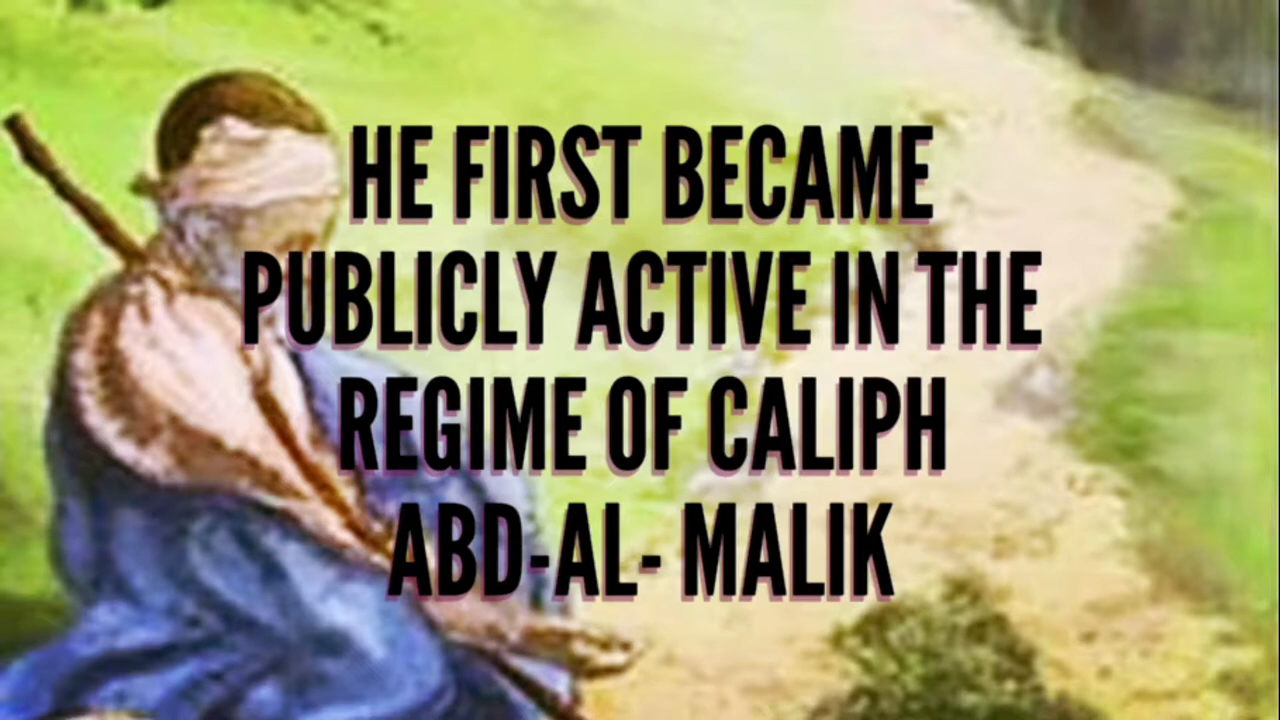 HE FIRST BECAME
PUBLICLY ACTIVE IN THE
REGIME OF CALIPH
ABD-AL- MALIK